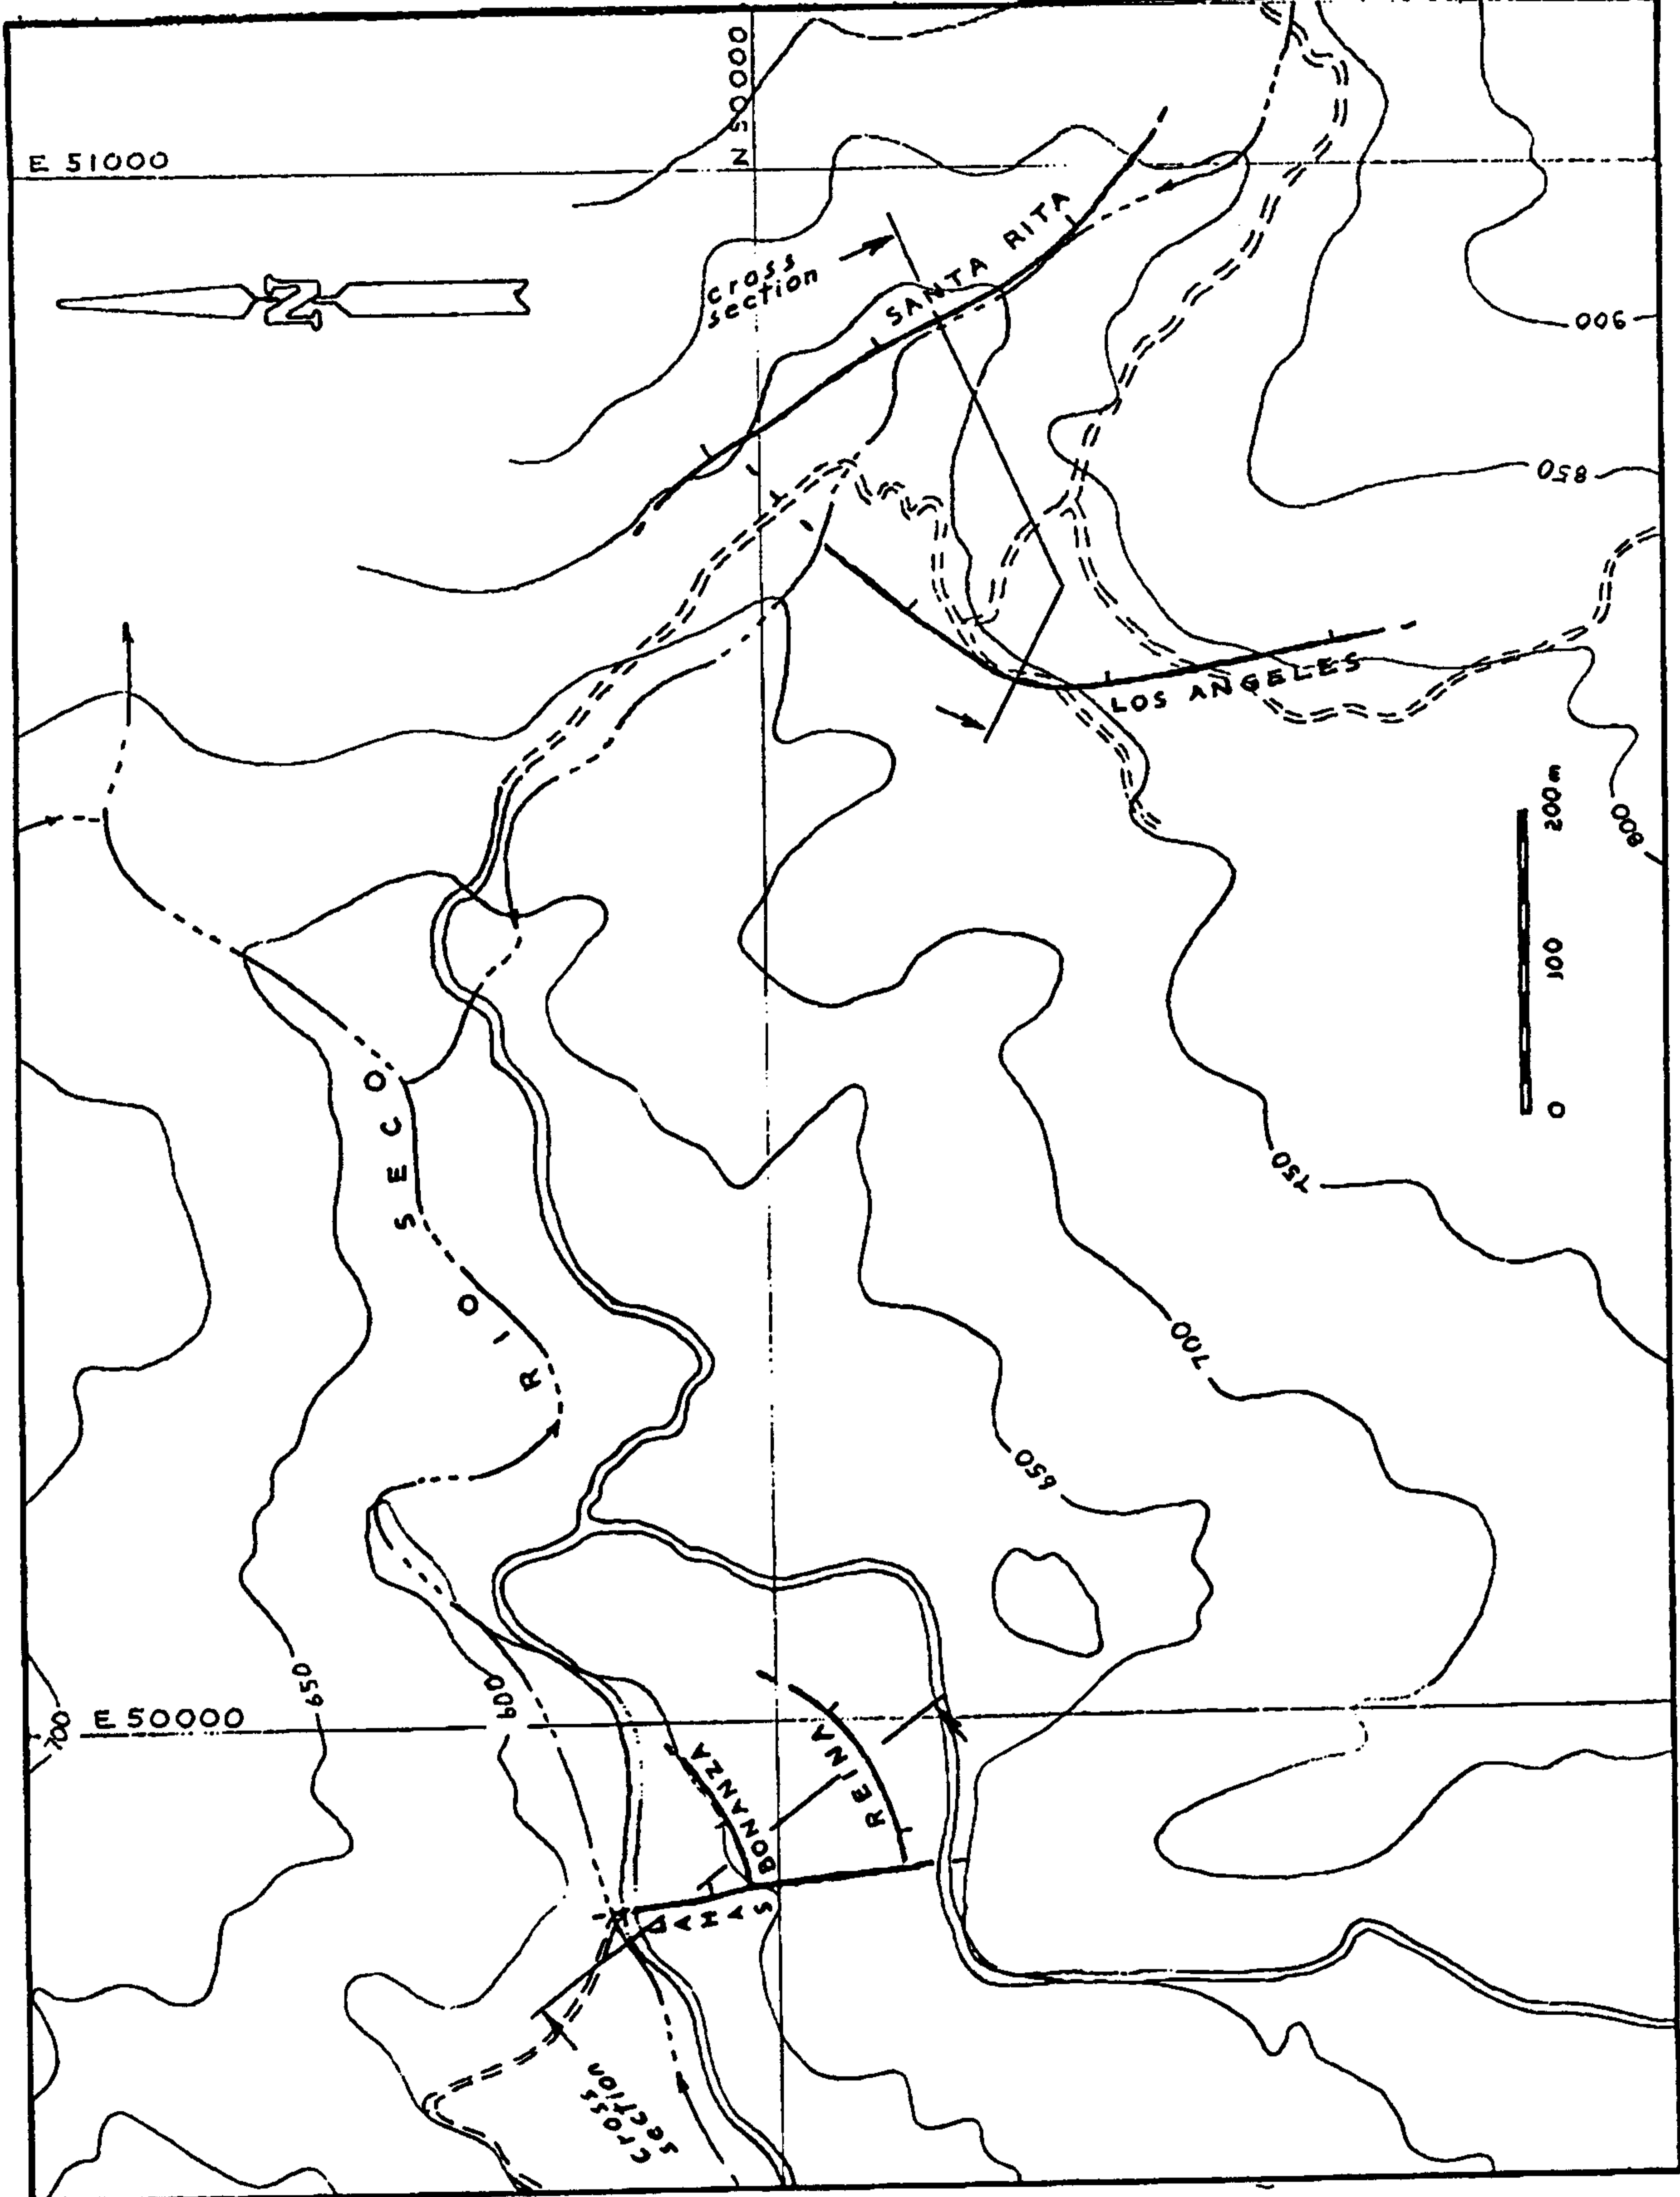 E 51000
N 50000
N
cross
section
SANTA RITA
900
850
LOS ANGELES
800
0 100 200 m
RIO SECO
750
700
650
650
600
700
E 50000
BONANZA
REINA
cross
section